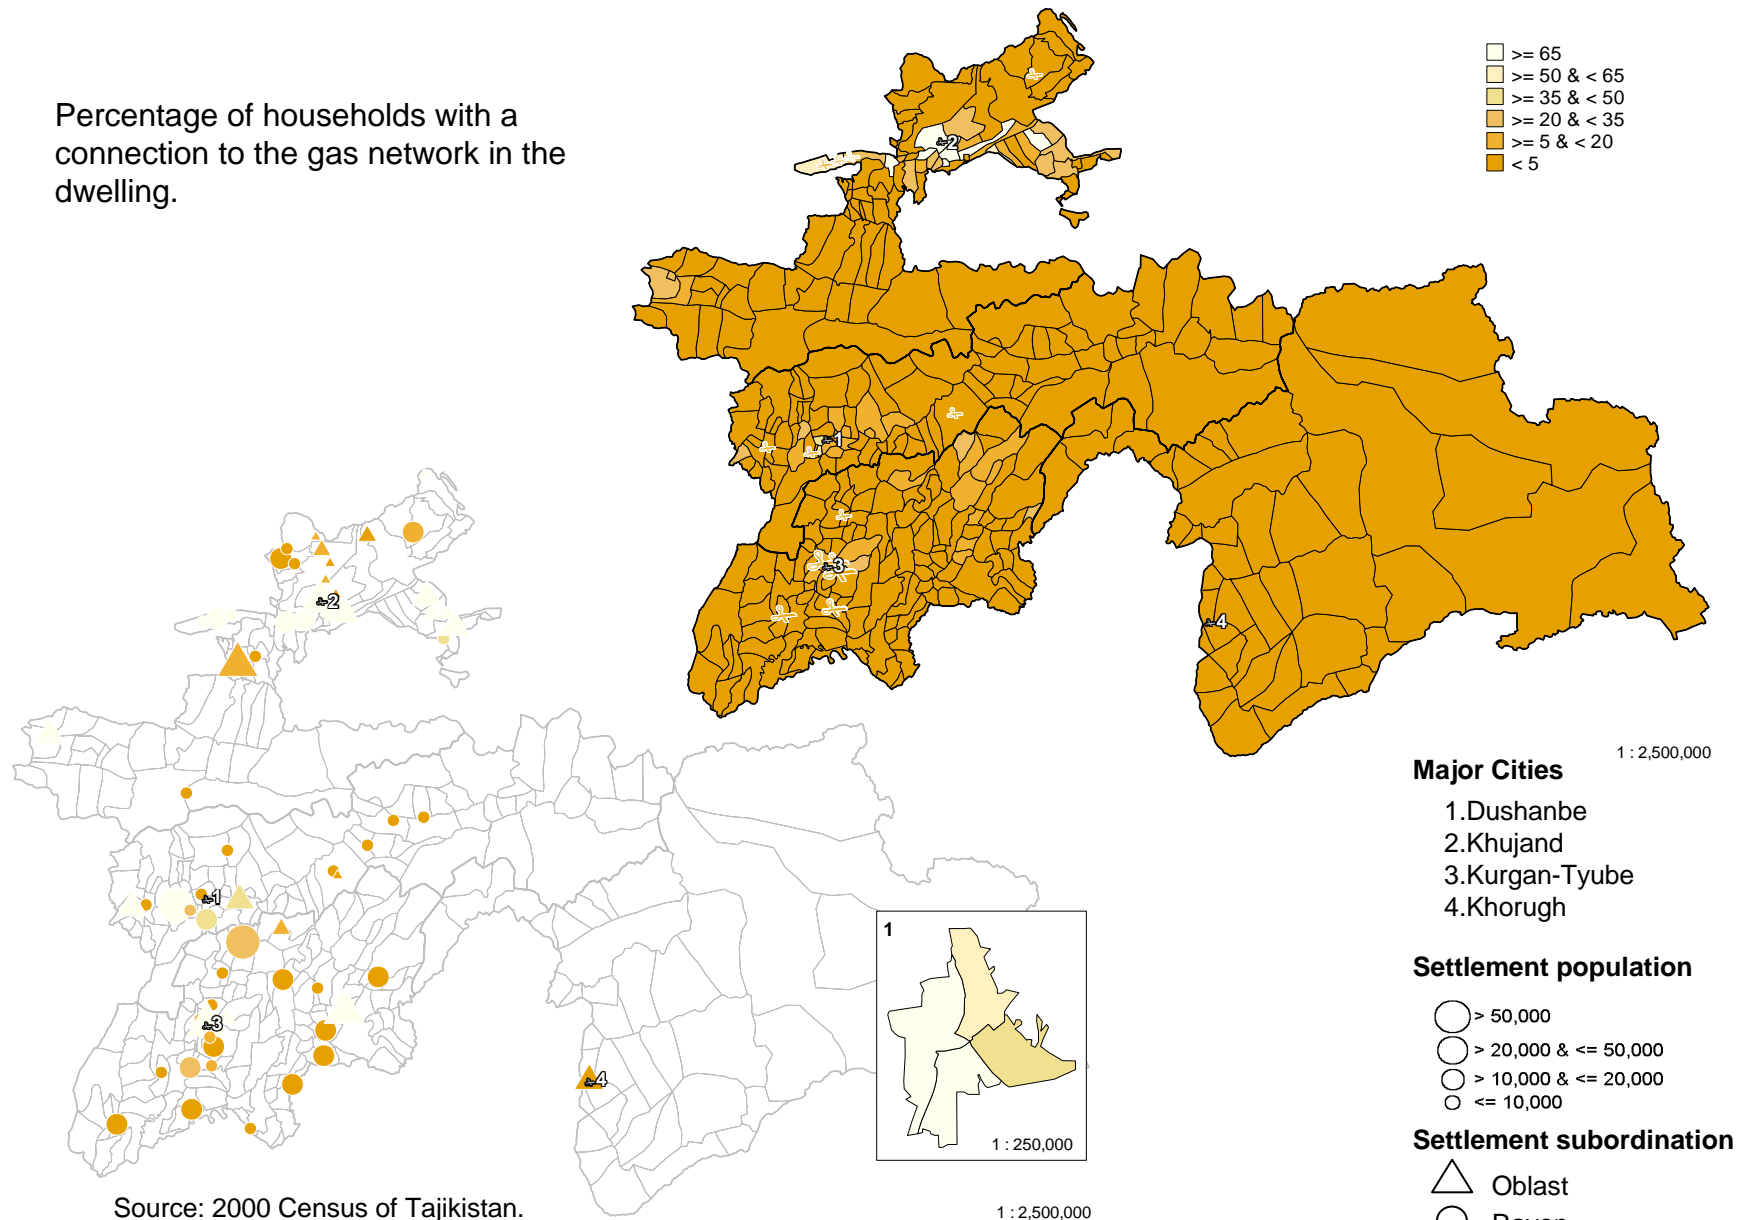 Percentage of households with a
connection to the gas network in the
dwelling.
>= 65
>= 50 & < 65
>= 35 & < 50
>= 20 & < 35
>= 5 & < 20
< 5
2
1
3
4
1 : 2,500,000
2
1
3
4
Major Cities
1.Dushanbe
2.Khujand
3.Kurgan-Tyube
4.Khorugh
1
1 : 250,000
Settlement population
> 50,000
> 20,000 & <= 50,000
> 10,000 & <= 20,000
<= 10,000
Settlement subordination
Oblast
Rayon
Source: 2000 Census of Tajikistan.
1 : 2,500,000